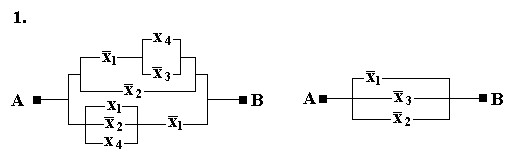 1.
x₄
x̅₁
x̅₃
x̅₂
A B
x₁
x̅₂ x̅₁
x₄
x̅₁
A x̅₃ B
x̅₂